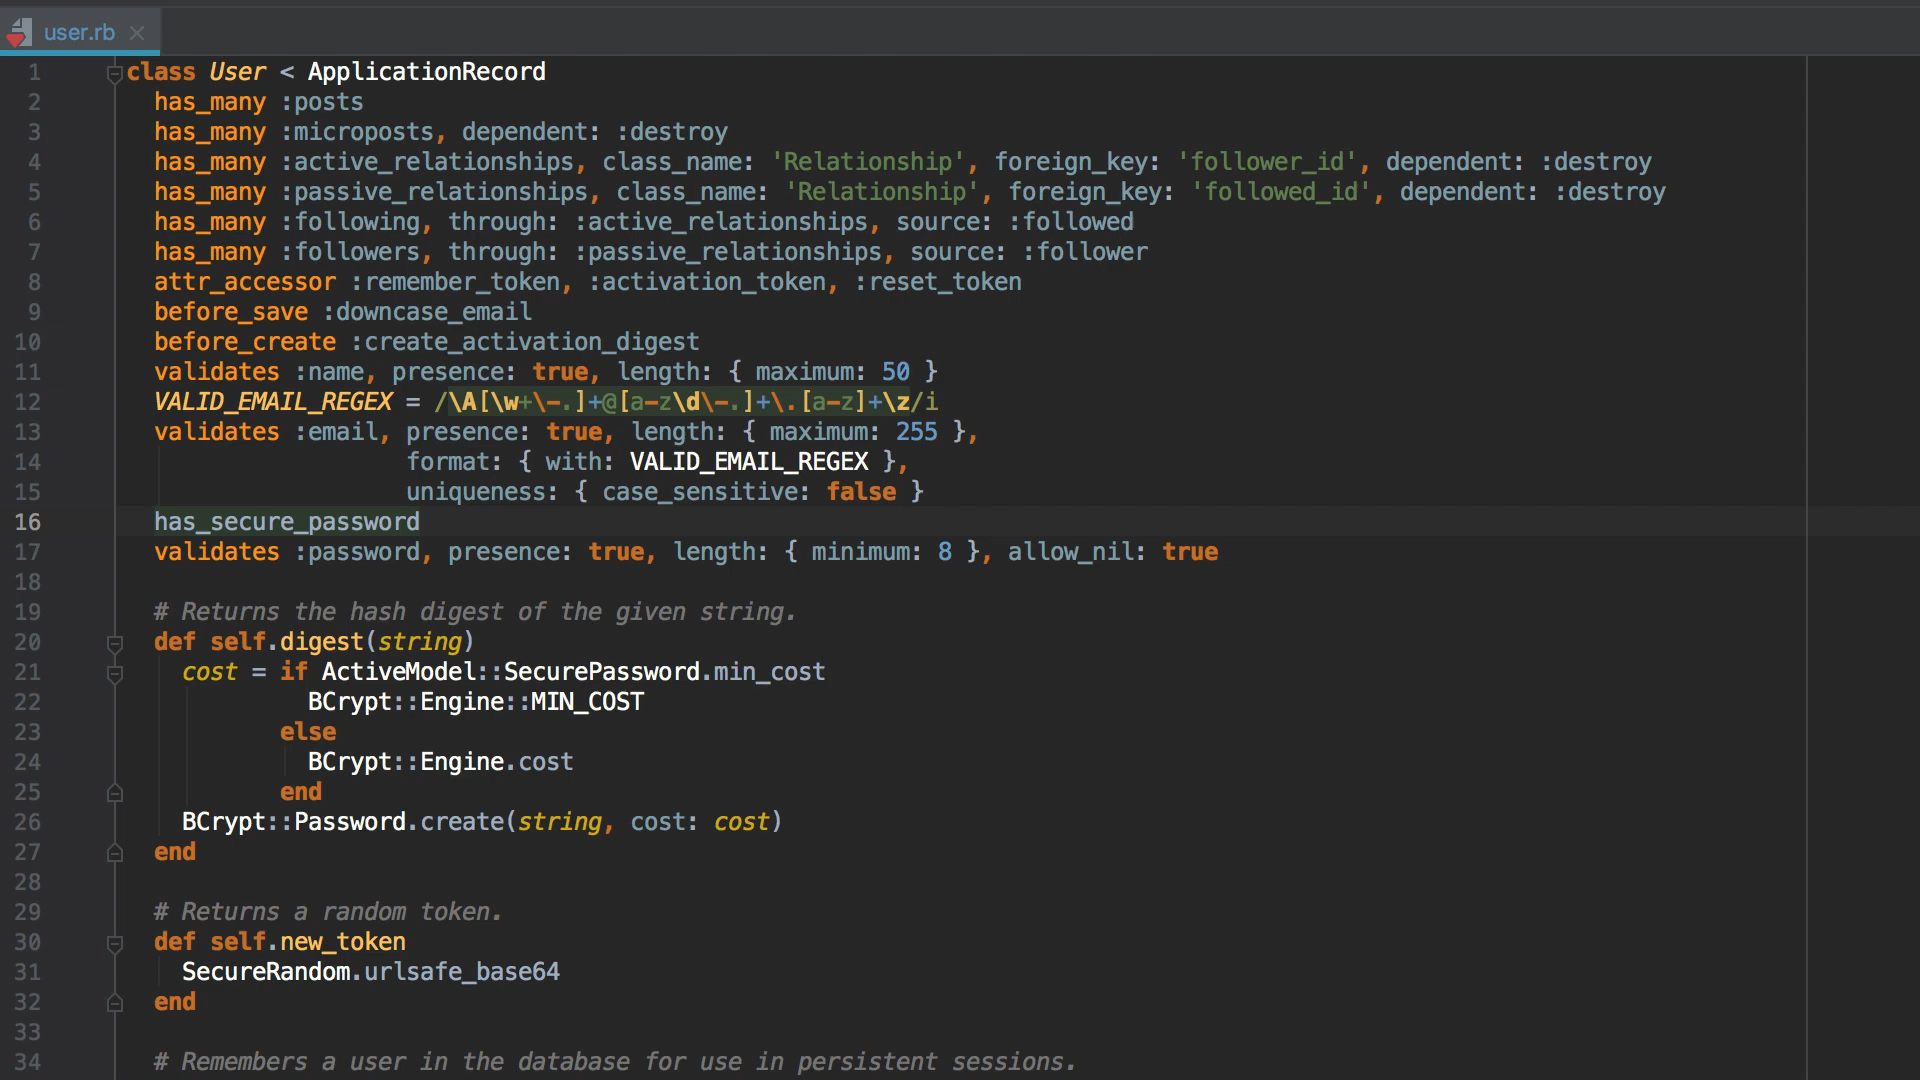 user.rb
1 class User < ApplicationRecord
2 has_many :posts
3 has_many :microposts, dependent: :destroy
4 has_many :active_relationships, class_name: 'Relationship', foreign_key: 'follower_id', dependent: :destroy
5 has_many :passive_relationships, class_name: 'Relationship', foreign_key: 'followed_id', dependent: :destroy
6 has_many :following, through: :active_relationships, source: :followed
7 has_many :followers, through: :passive_relationships, source: :follower
8 attr_accessor :remember_token, :activation_token, :reset_token
9 before_save :downcase_email
10 before_create :create_activation_digest
11 validates :name, presence: true, length: { maximum: 50 }
12 VALID_EMAIL_REGEX = /\A[\w+\-.]+@[a-z\d\-.]+\.[a-z]+\z/i
13 validates :email, presence: true, length: { maximum: 255 },
14 format: { with: VALID_EMAIL_REGEX },
15 uniqueness: { case_sensitive: false }
16 has_secure_password
17 validates :password, presence: true, length: { minimum: 8 }, allow_nil: true
18
19 # Returns the hash digest of the given string.
20 def self.digest(string)
21 cost = if ActiveModel::SecurePassword.min_cost
22 BCrypt::Engine::MIN_COST
23 else
24 BCrypt::Engine.cost
25 end
26 BCrypt::Password.create(string, cost: cost)
27 end
28
29 # Returns a random token.
30 def self.new_token
31 SecureRandom.urlsafe_base64
32 end
33
34 # Remembers a user in the database for use in persistent sessions.